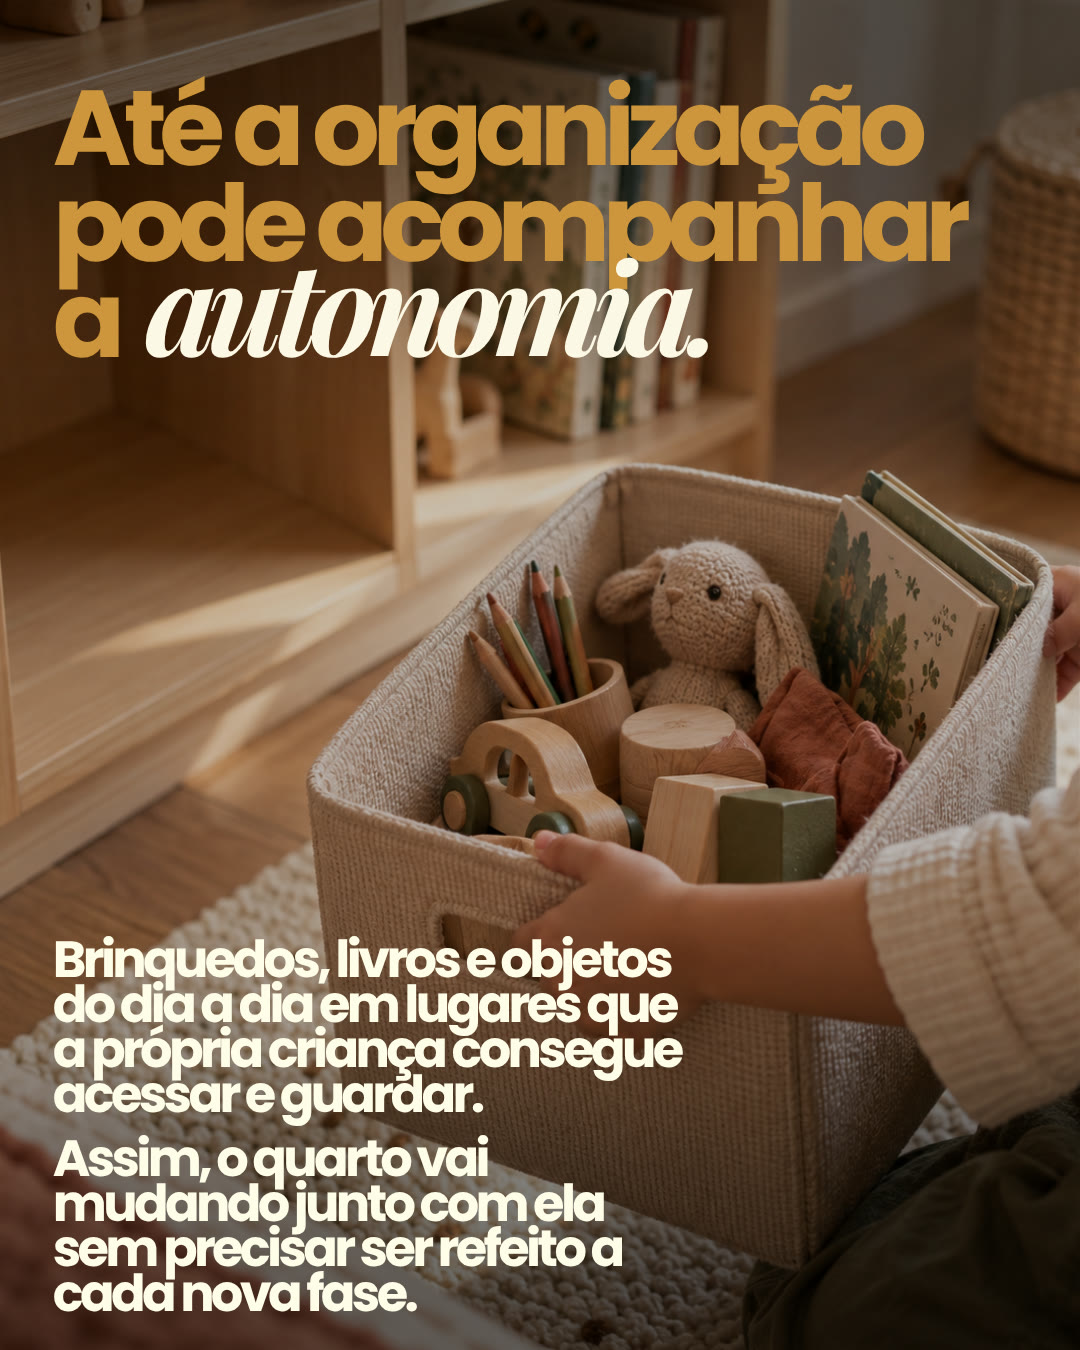 Até a organização
pode acompanhar
a autonomia.
Brinquedos, livros e objetos
do dia a dia em lugares que
a própria criança consegue
acessar e guardar.
Assim, o quarto vai
mudando junto com ela
sem precisar ser refeito a
cada nova fase.